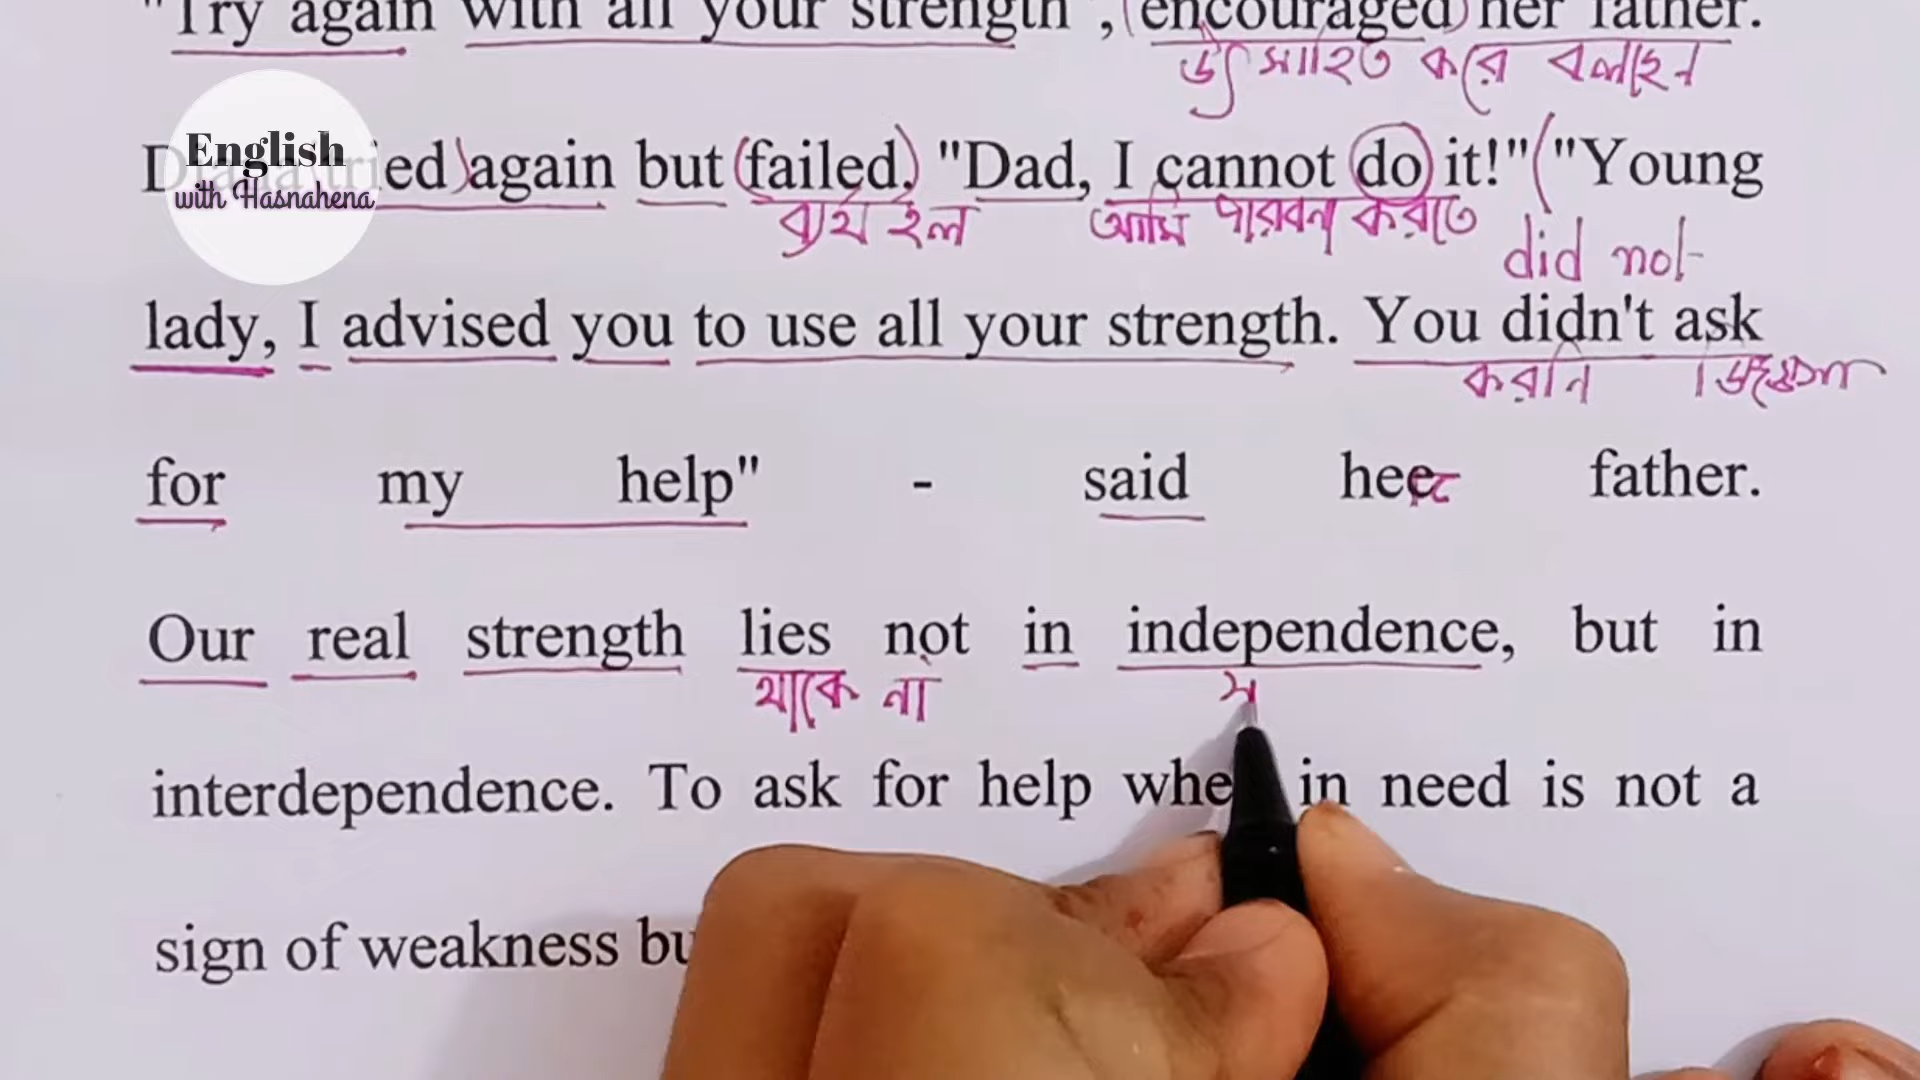 "Try again with all your strength", (encouraged) her father.
উৎসাহিত করে বলছেন
English
with Hasnahena
tried) again but (failed.) "Dad, I cannot do it!" ("Young
ব্যর্থ হল আমি পারবনা করতে
did not
lady, I advised you to use all your strength. You didn't ask
করনি
for my help" - said her father.
Our real strength lies not in independence, but in
থাকে না স
interdependence. To ask for help when in need is not a
sign of weakness